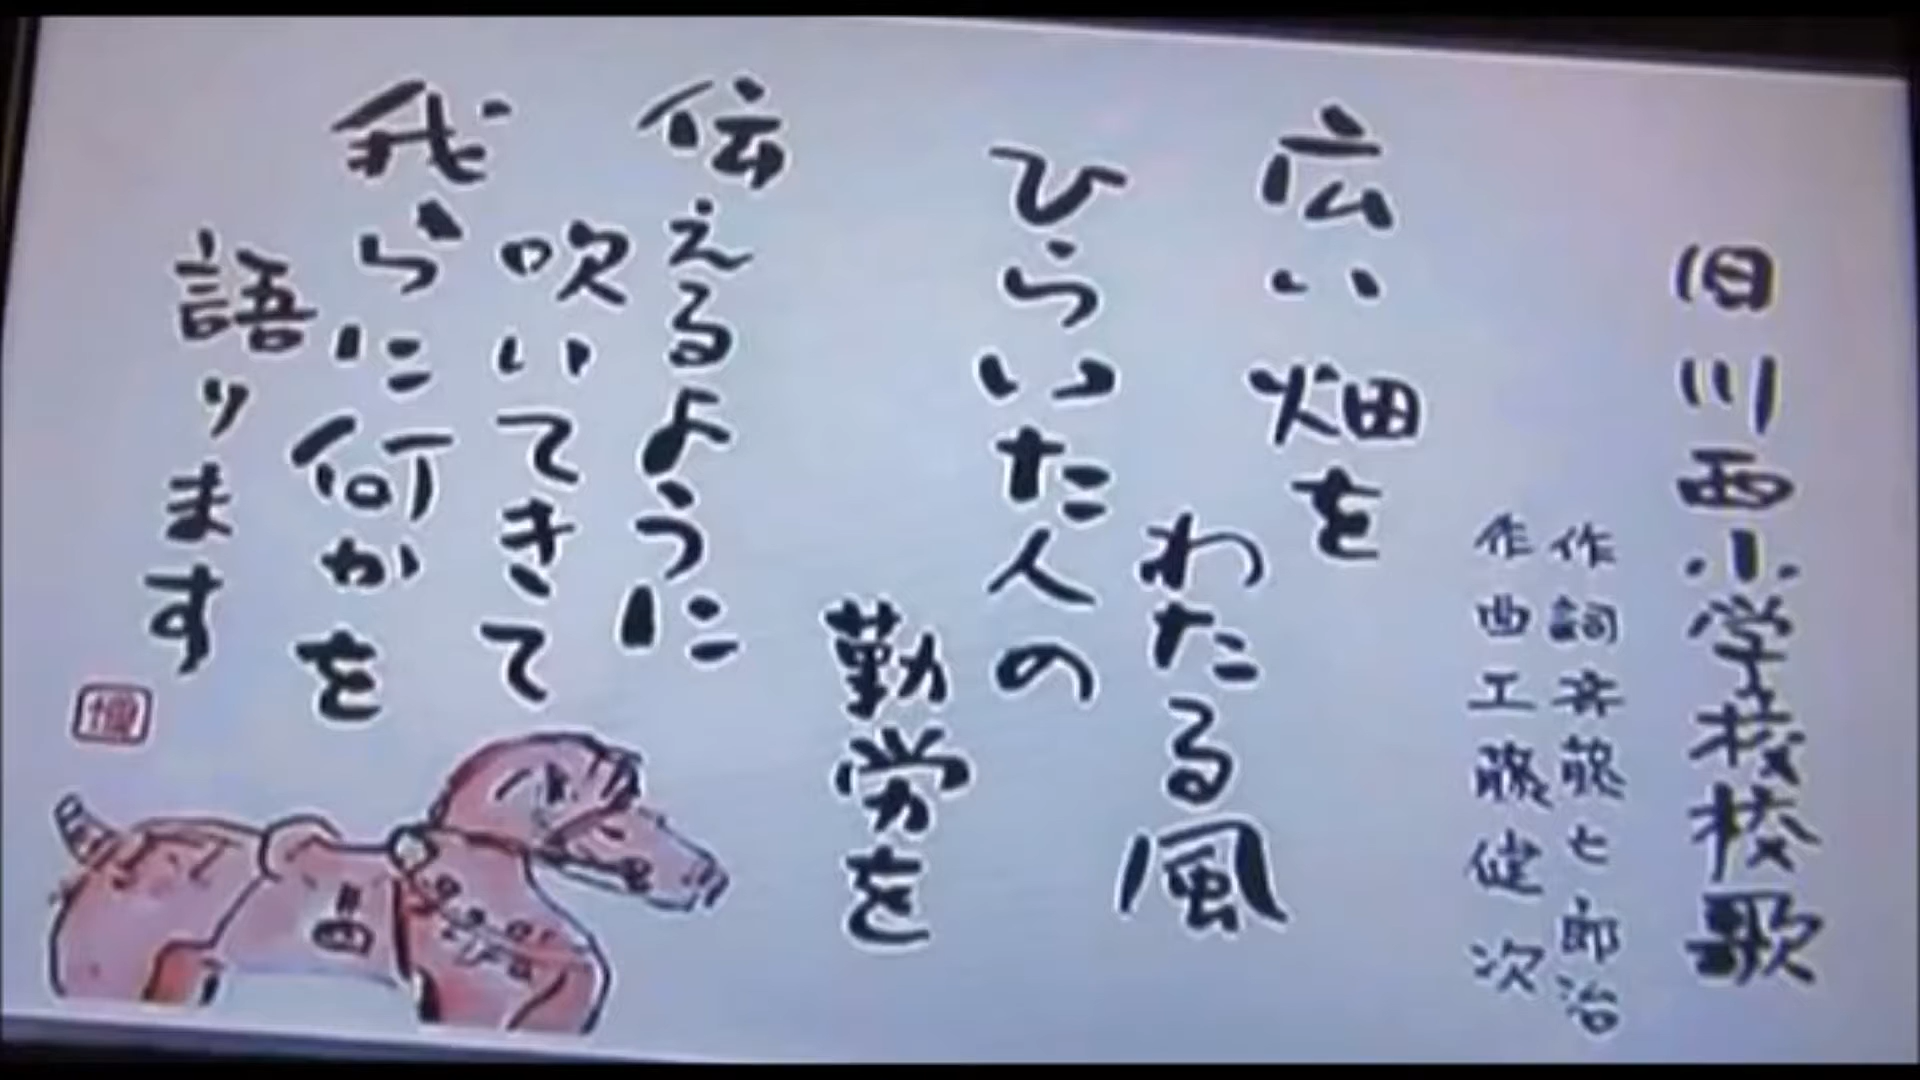 旧川西小学校校歌
作詞 斉藤七郎治
作曲 工藤健次
広い畑を
わたる風
ひらいた人の
勤労を
伝えるように
吹いてきて
我らに何かを
語ります